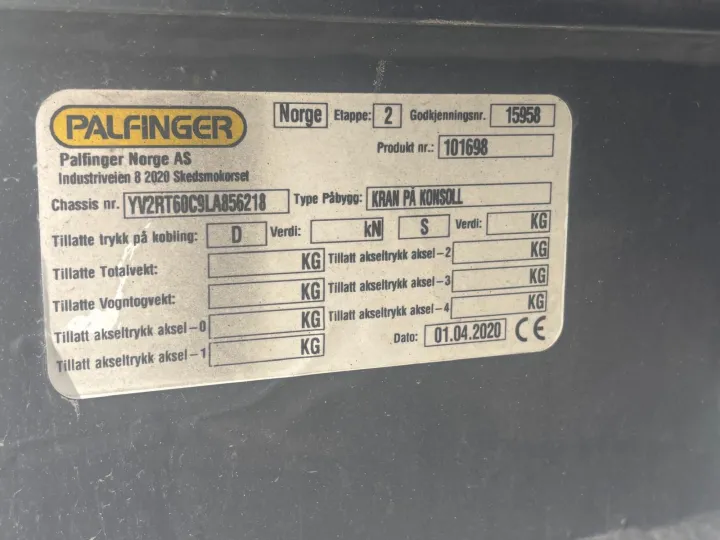 PALFINGER
Norge Etappe: 2 Godkjenningsnr. 15958
Palfinger Norge AS
Produkt nr.: 101698
Industriveien 8 2020 Skedsmokorset
Chassis nr. YV2RT60C9LA856218 Type Påbygg: KRAN PÅ KONSOLL
Tillatte trykk på kobling: D Verdi: kN S Verdi: KG
Tillatte Totalvekt: KG Tillatt akseltrykk aksel-2 KG
Tillatte Vogntogvekt: KG Tillatt akseltrykk aksel-3 KG
Tillatt akseltrykk aksel-0 KG Tillatt akseltrykk aksel-4 KG
Tillatt akseltrykk aksel-1 KG Dato: 01.04.2020 CE